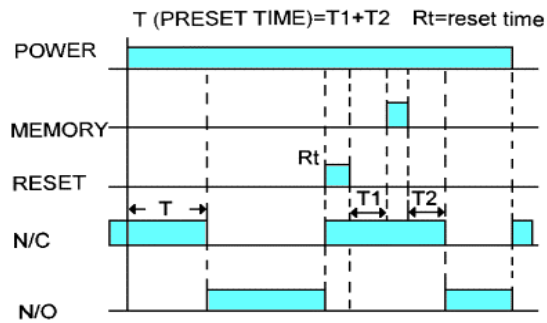 T (PRESET TIME)=T1+T2 Rt=reset time
POWER
MEMORY
Rt
RESET
T T1 T2
N/C
N/O